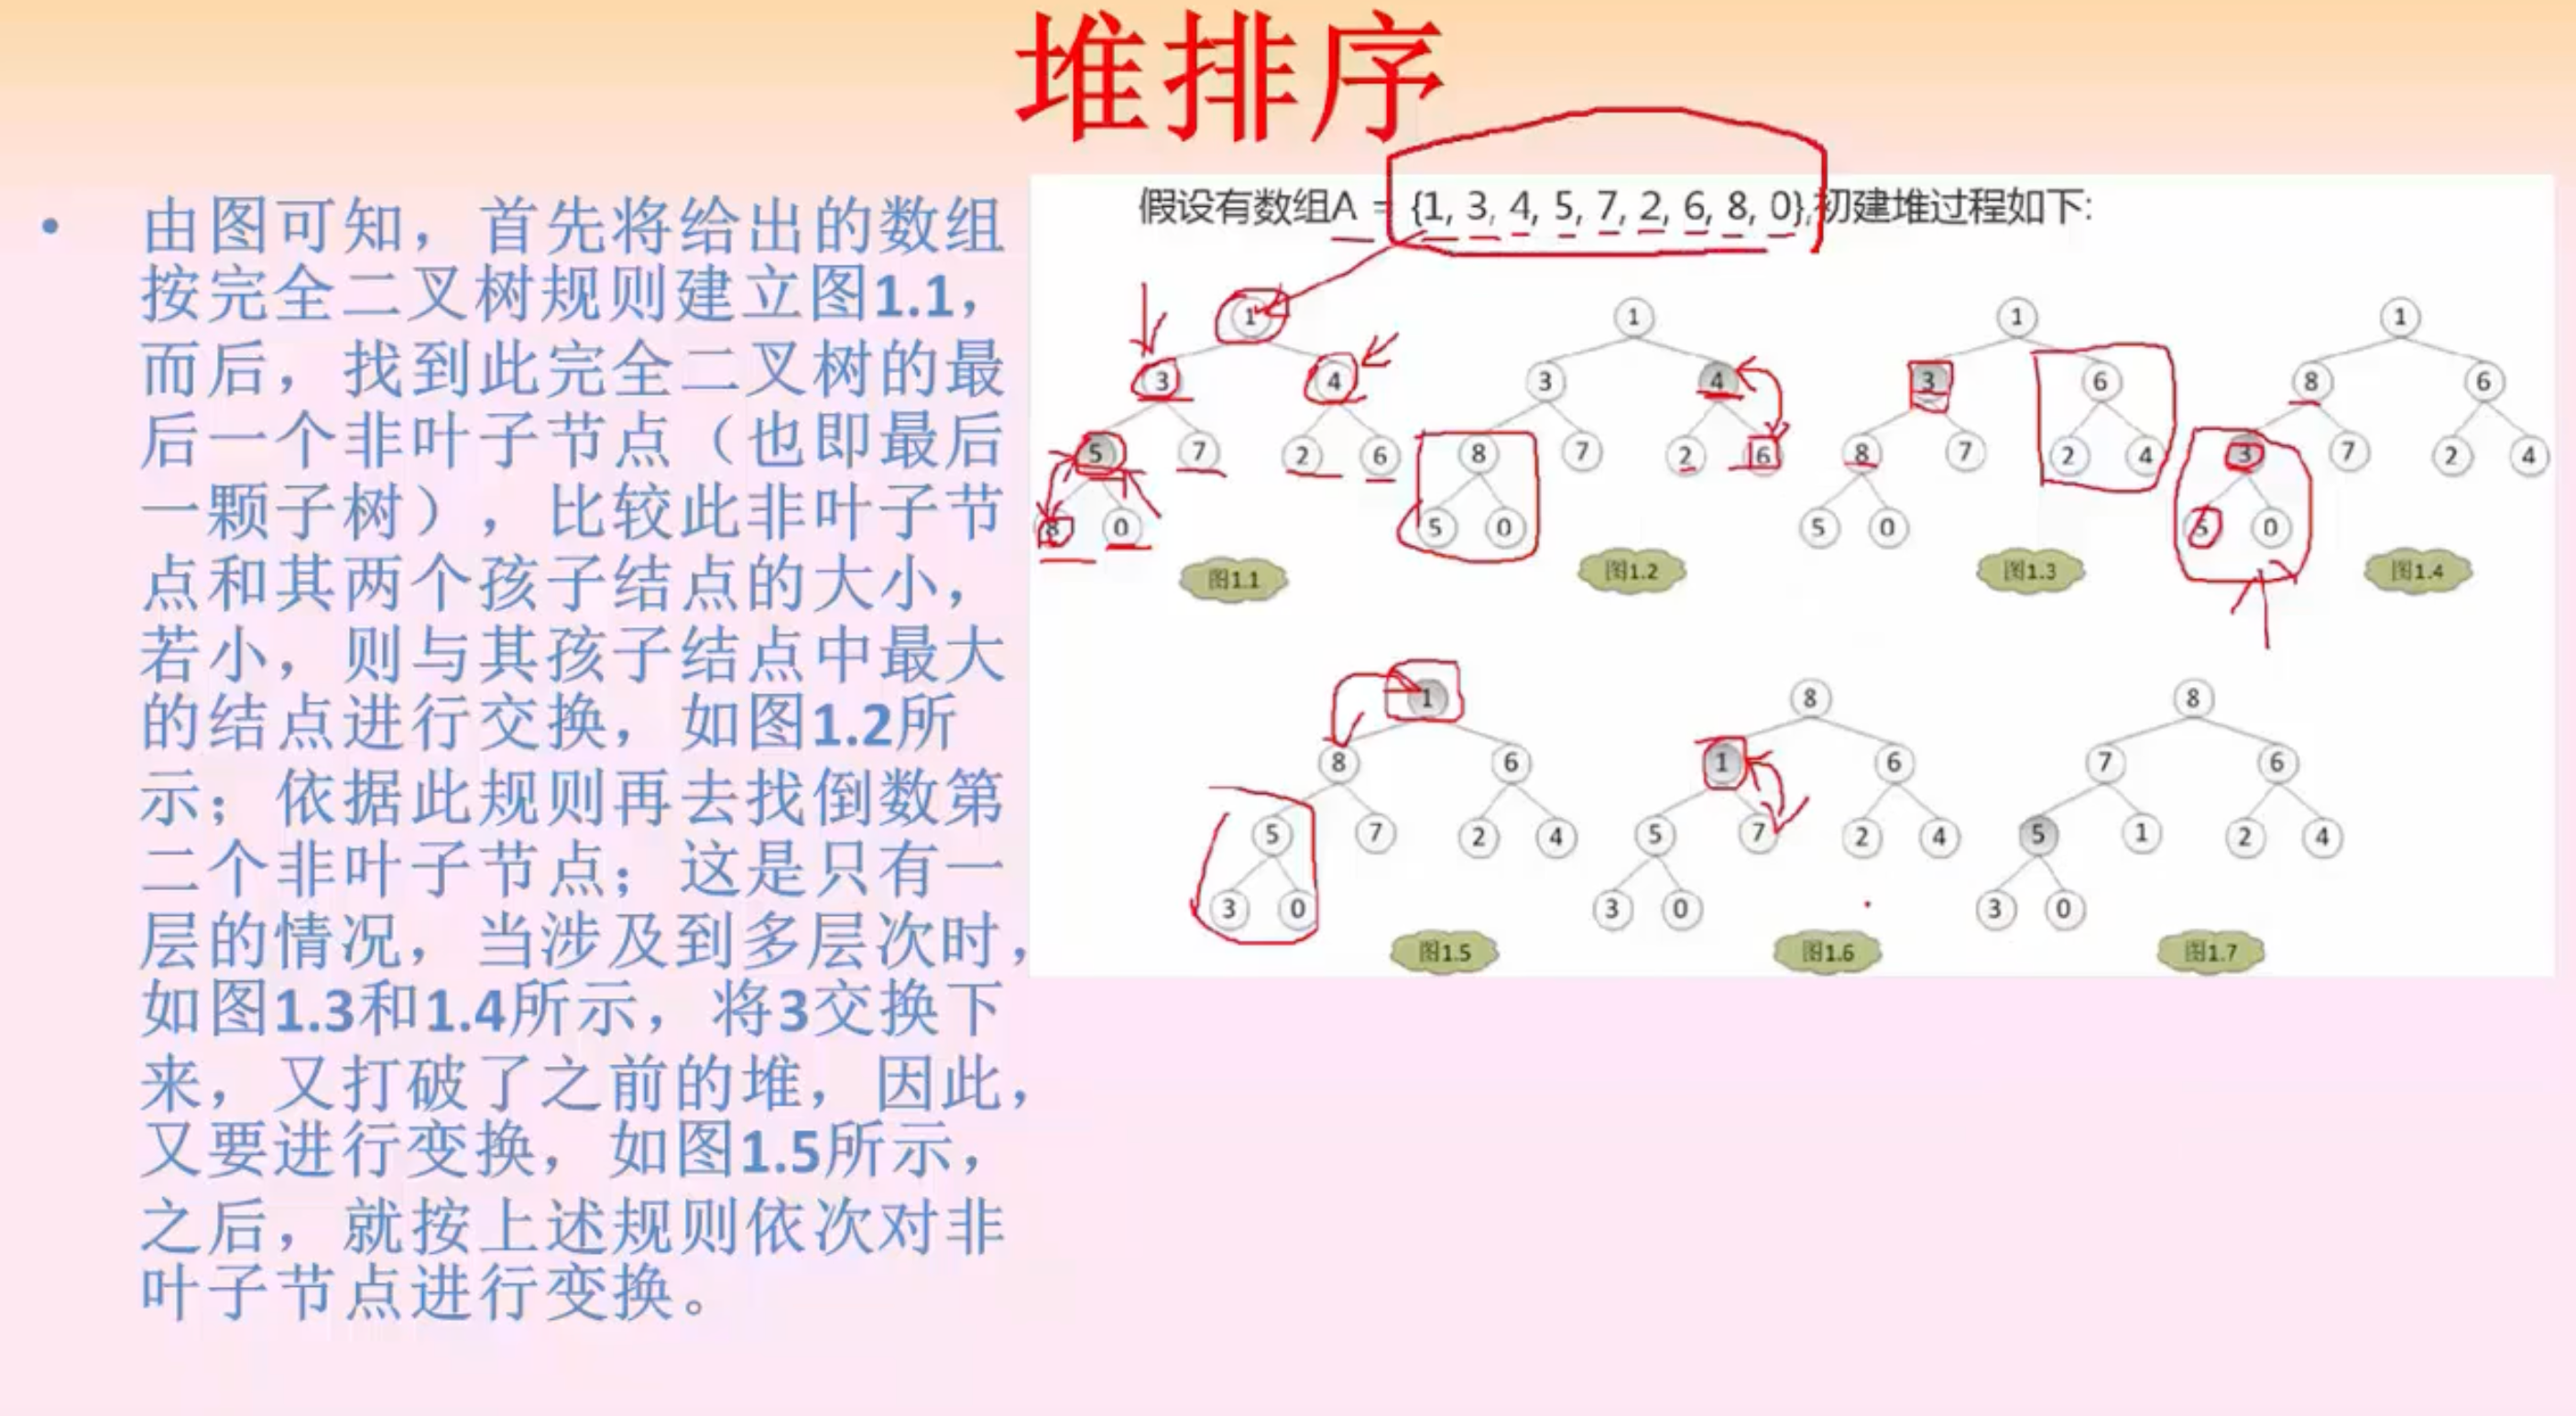 堆排序
• 由图可知，首先将给出的数组
按完全二叉树规则建立图1.1，
而后，找到此完全二叉树的最
后一个非叶子节点（也即最后
一颗子树），比较此非叶子节
点和其两个孩子结点的大小，
若小，则与其孩子结点中最大
的结点进行交换，如图1.2所
示；依据此规则再去找倒数第
二个非叶子节点；这是只有一
层的情况，当涉及到多层次时，
如图1.3和1.4所示，将3交换下
来，又打破了之前的堆，因此，
又要进行变换，如图1.5所示，
之后，就按上述规则依次对非
叶子节点进行变换。
假设有数组A = {1, 3, 4, 5, 7, 2, 6, 8, 0},初建堆过程如下:
1
3 4
5 7 2 6
8 0
图1.1
1
3 4
8 7 2 6
5 0
图1.2
1
3 6
8 7 2 4
5 0
图1.3
1
8 6
3 7 2 4
5 0
图1.4
1
8 6
5 7 2 4
3 0
图1.5
8
1 6
5 7 2 4
3 0
图1.6
8
7 6
5 1 2 4
3 0
图1.7